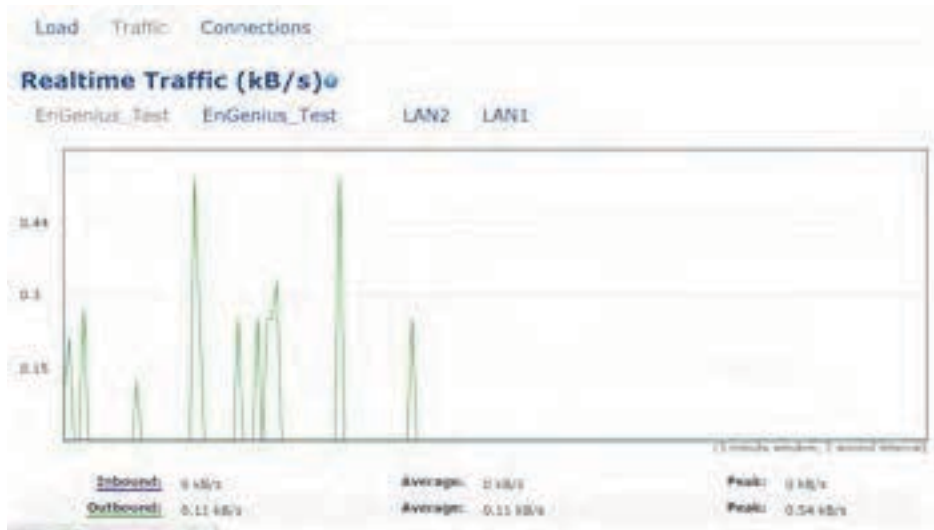 Load Traffic Connections
Realtime Traffic (kB/s)
EnGenius_Test EnGenius_Test LAN2 LAN1
0.44
0.3
0.15
(3 minute window, 3 second interval)
Inbound: 0 kB/s Average: 0 kB/s Peak: 0 kB/s
Outbound: 0.11 kB/s Average: 0.11 kB/s Peak: 0.54 kB/s